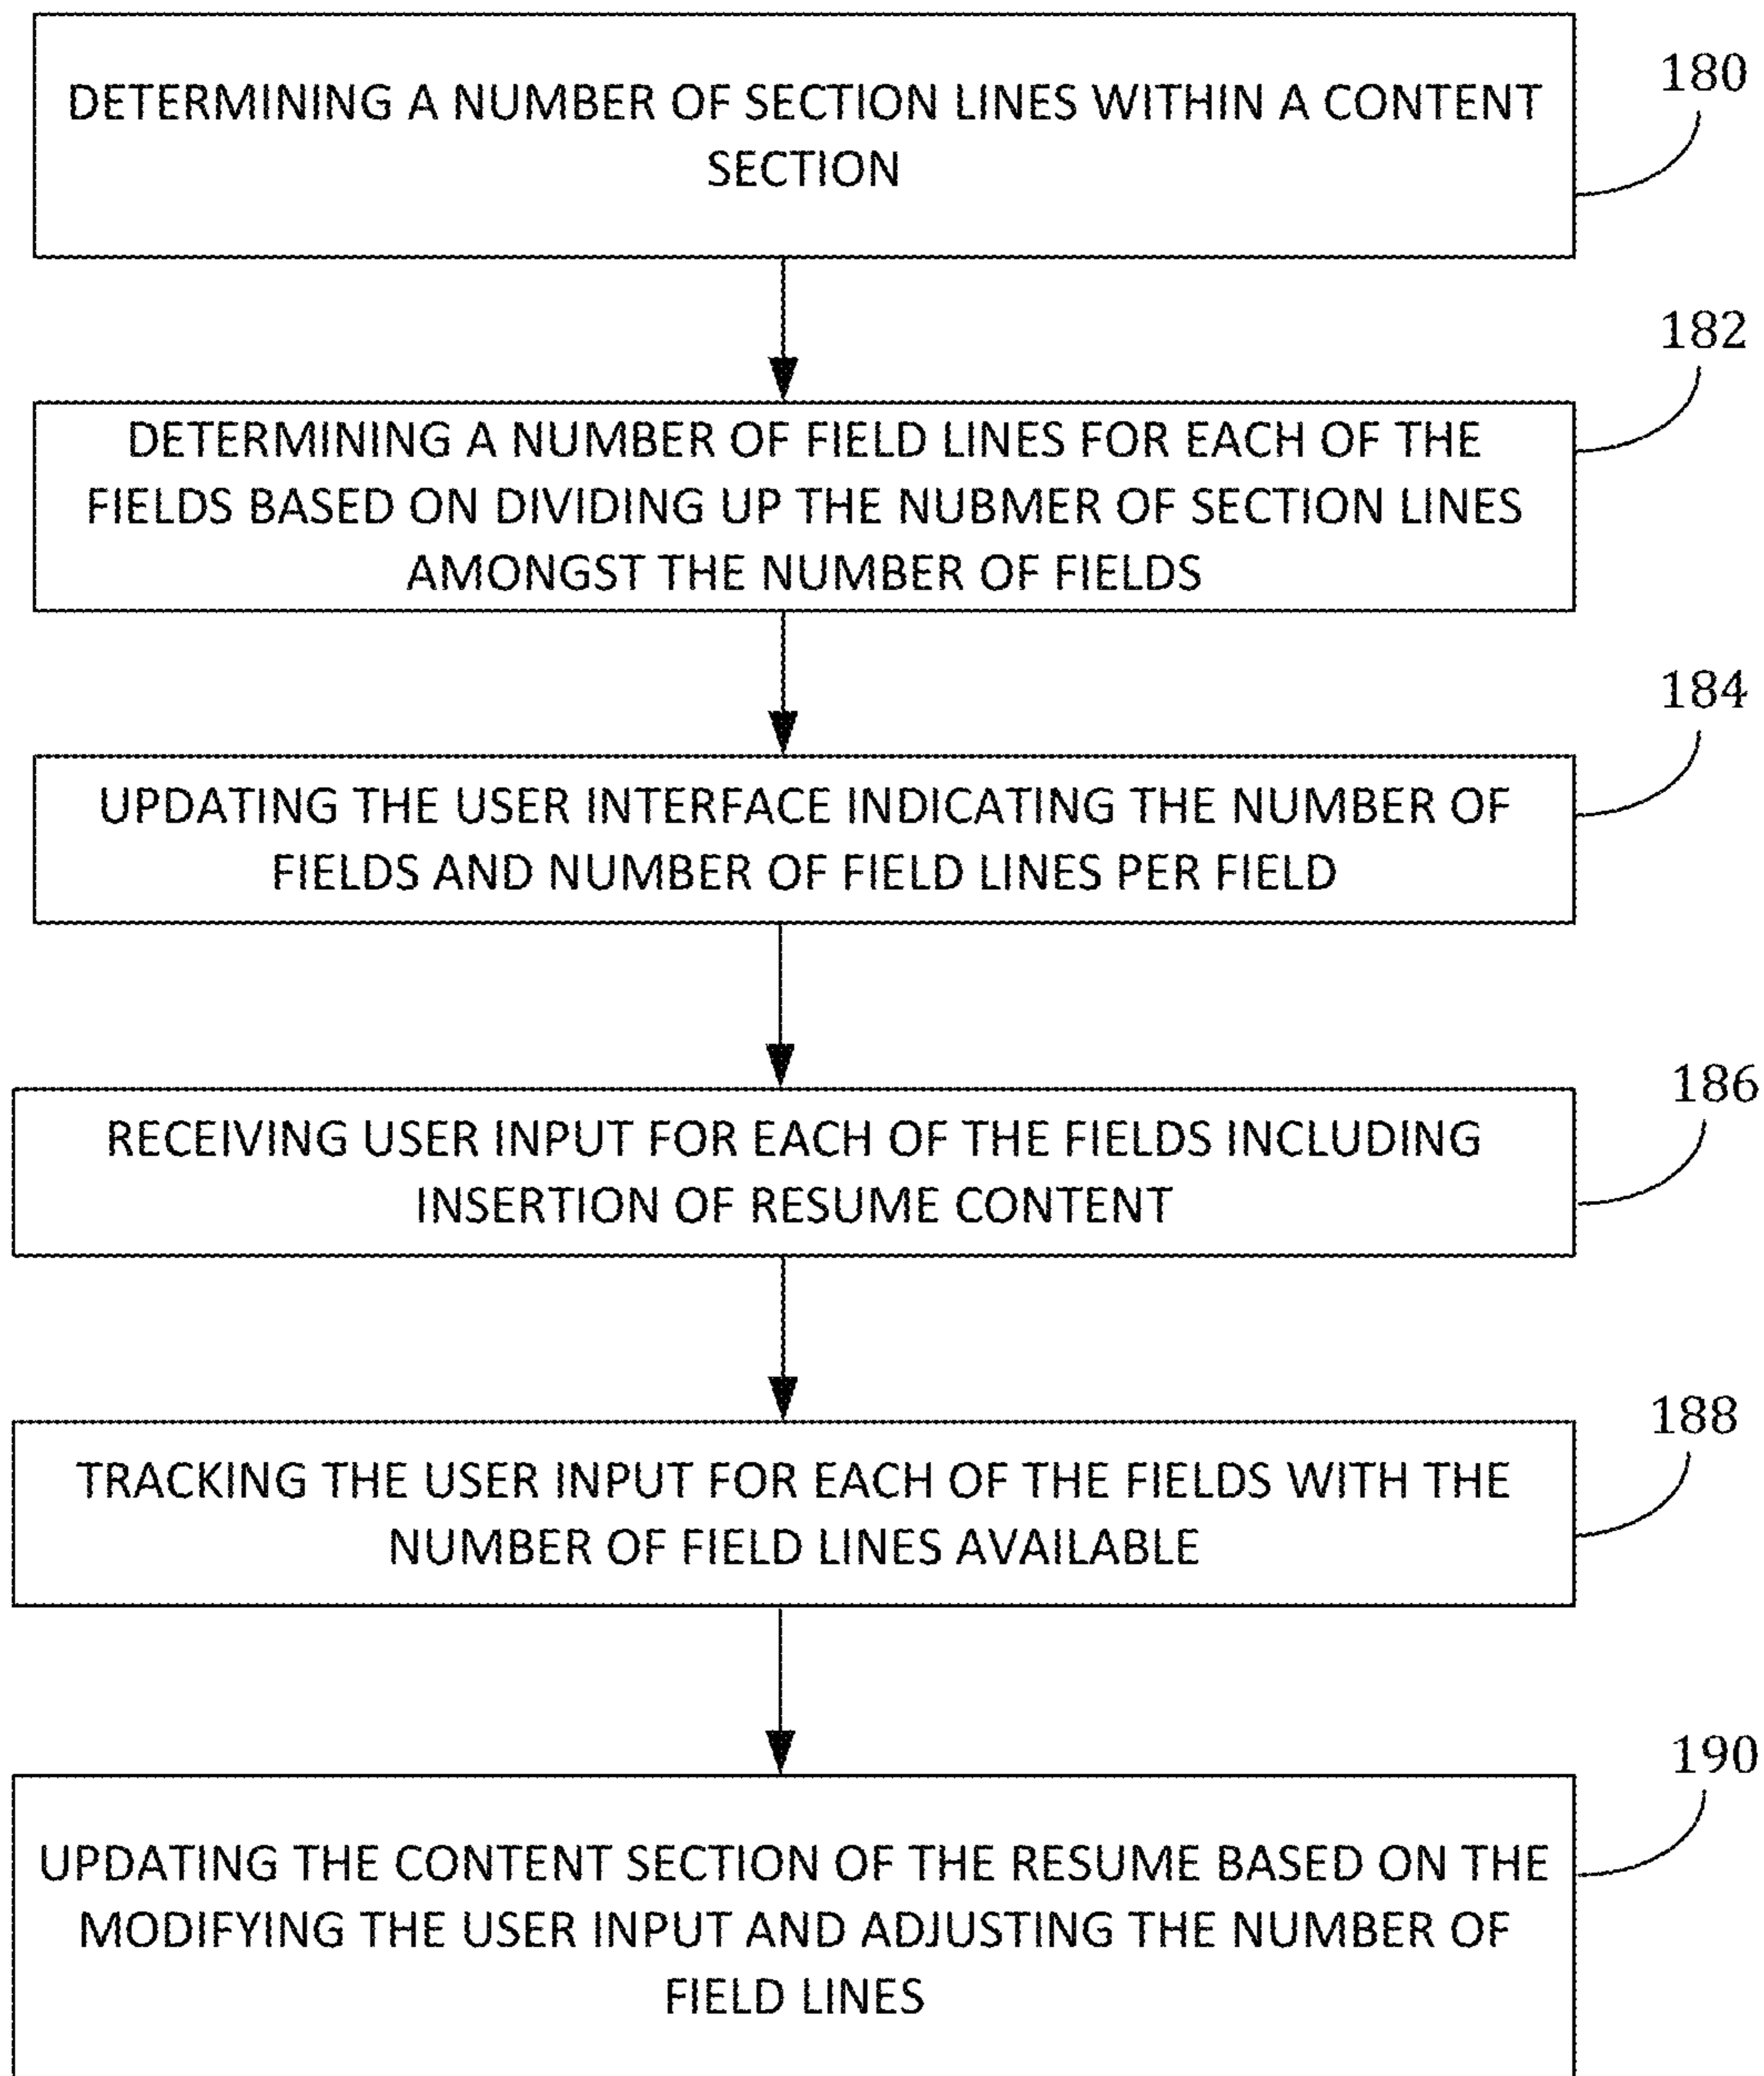 DETERMINING A NUMBER OF SECTION LINES WITHIN A CONTENT
SECTION
180
182
DETERMINING A NUMBER OF FIELD LINES FOR EACH OF THE
FIELDS BASED ON DIVIDING UP THE NUBMER OF SECTION LINES
AMONGST THE NUMBER OF FIELDS
184
UPDATING THE USER INTERFACE INDICATING THE NUMBER OF
FIELDS AND NUMBER OF FIELD LINES PER FIELD
186
RECEIVING USER INPUT FOR EACH OF THE FIELDS INCLUDING
INSERTION OF RESUME CONTENT
188
TRACKING THE USER INPUT FOR EACH OF THE FIELDS WITH THE
NUMBER OF FIELD LINES AVAILABLE
190
UPDATING THE CONTENT SECTION OF THE RESUME BASED ON THE
MODIFYING THE USER INPUT AND ADJUSTING THE NUMBER OF
FIELD LINES